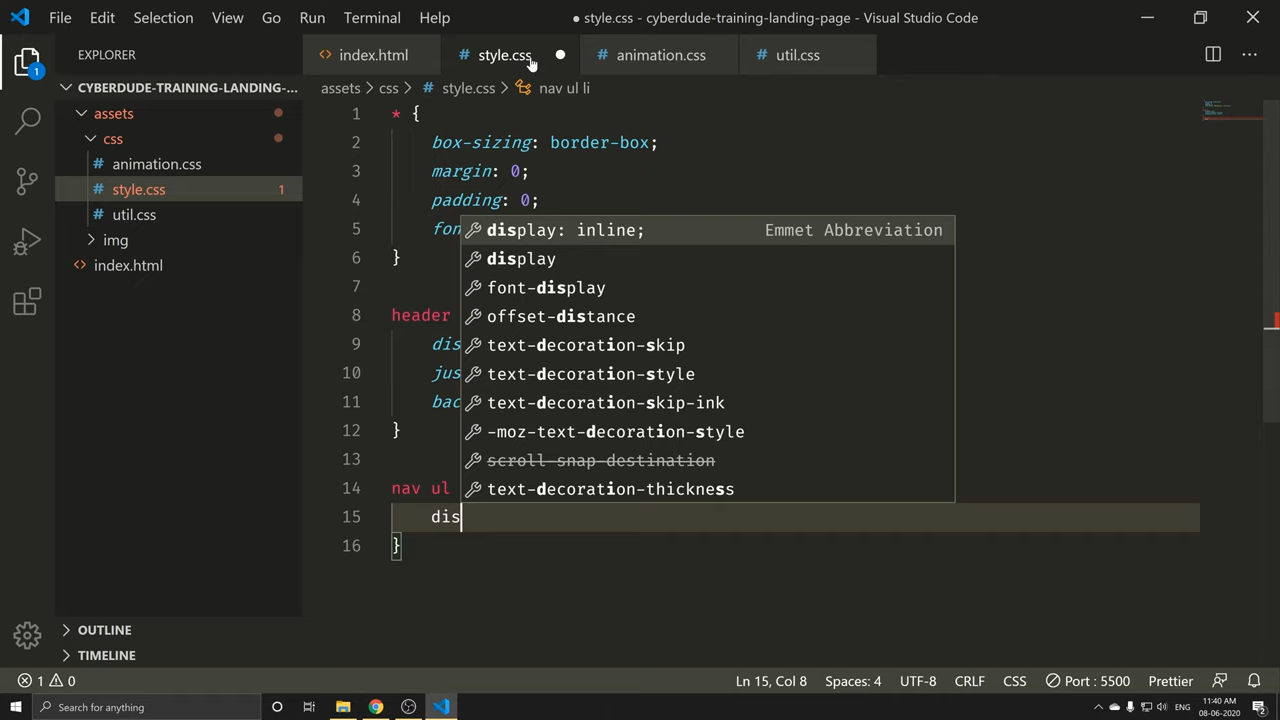 File Edit Selection View Go Run Terminal Help
● style.css - cyberdude-training-landing-page - Visual Studio Code
EXPLORER
<> index.html
# style.css ●
# animation.css
# util.css
1
CYBERDUDE-TRAINING-LANDING-...
assets > css > # style.css > nav ul li
assets
css
# animation.css
# style.css 1
# util.css
img
<> index.html
1 * {
2 box-sizing: border-box;
3 margin: 0;
4 padding: 0;
5 fon
6 }
7
8 header
9 dis
10 jus
11 bac
12 }
13
14 nav ul
15 dis
16 }
display: inline; Emmet Abbreviation
display
font-display
offset-distance
text-decoration-skip
text-decoration-style
text-decoration-skip-ink
-moz-text-decoration-style
scroll-snap-destination
text-decoration-thickness
OUTLINE
TIMELINE
1 0
Ln 15, Col 8 Spaces: 4 UTF-8 CRLF CSS Port : 5500 Prettier
Search for anything
ENG
11:40 AM
08-06-2020
2